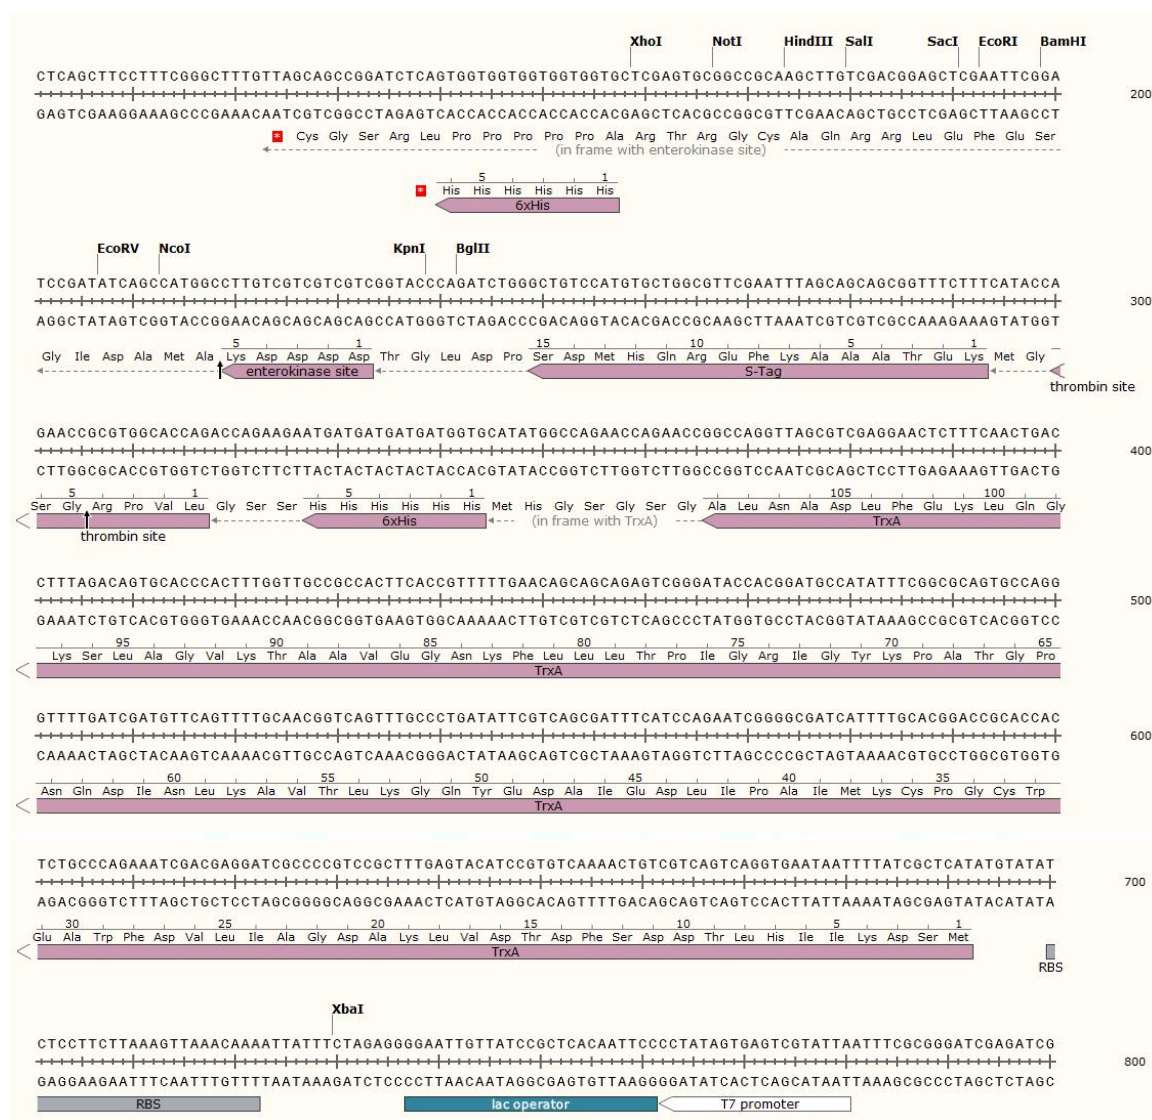 XhoI NotI HindIII SalI SacI EcoRI BamHI
CTCAGCTTCCTTTCGGGCTTTGTTAGCAGCCGGATCTCAGTGGTGGTGGTGGTGGTGCTCGAGTGCGGCCGCAAGCTTGTCGACGGAGCTCGAATTCGGA
200
GAGTCGAAGGAAAGCCCGAAACAATCGTCGGCCTAGAGTCACCACCACCACCACCACGAGCTCACGCCGGCGTTCGAACAGCTGCCTCGAGCTTAAGCCT
* Cys Gly Ser Arg Leu Pro Pro Pro Pro Pro Ala Arg Thr Arg Gly Cys Ala Gln Arg Arg Leu Glu Phe Glu Ser
(in frame with enterokinase site)
5 1
* His His His His His His
6xHis
EcoRV NcoI KpnI BglII
TCCGATATCAGCCATGGCCTTGTCGTCGTCGTCGGTACCCAGATCTGGGCTGTCCATGTGCTGGCGTTCGAATTTAGCAGCAGCGGTTTCTTTCATACCA
300
AGGCTATAGTCGGTACCGGAACAGCAGCAGCAGCCATGGGTCTAGACCCGACAGGTACACGACCGCAAGCTTAAATCGTCGTCGCCAAAGAAAGTATGGT
5 1 15 10 5 1
Gly Ile Asp Ala Met Ala Lys Asp Asp Asp Asp Thr Gly Leu Asp Pro Ser Asp Met His Gln Arg Glu Phe Lys Ala Ala Ala Thr Glu Lys Met Gly
enterokinase site S-Tag
thrombin site
GAACCGCGTGGCACCAGACCAGAAGAATGATGATGATGATGGTGCATATGGCCAGAACCAGAACCGGCCAGGTTAGCGTCGAGGAACTCTTTCAACTGAC
400
CTTGGCGCACCGTGGTCTGGTCTTCTTACTACTACTACTACCACGTATACCGGTCTTGGTCTTGGCCGGTCCAATCGCAGCTCCTTGAGAAAGTTGACTG
5 1 5 1 105 100
Ser Gly Arg Pro Val Leu Gly Ser Ser His His His His His His Met His Gly Ser Gly Ser Gly Ala Leu Asn Ala Asp Leu Phe Glu Lys Leu Gln Gly
6xHis (in frame with TrxA) TrxA
thrombin site
CTTTAGACAGTGCACCCACTTTGGTTGCCGCCACTTCACCGTTTTTGAACAGCAGCAGAGTCGGGATACCACGGATGCCATATTTCGGCGCAGTGCCAGG
500
GAAATCTGTCACGTGGGTGAAACCAACGGCGGTGAAGTGGCAAAAACTTGTCGTCGTCTCAGCCCTATGGTGCCTACGGTATAAAGCCGCGTCACGGTCC
95 90 85 80 75 70 65
Lys Ser Leu Ala Gly Val Lys Thr Ala Ala Val Glu Gly Asn Lys Phe Leu Leu Leu Thr Pro Ile Gly Arg Ile Gly Tyr Lys Pro Ala Thr Gly Pro
TrxA
GTTTTGATCGATGTTCAGTTTTGCAACGGTCAGTTTGCCCTGATATTCGTCAGCGATTTCATCCAGAATCGGGGCGATCATTTTGCACGGACCGCACCAC
600
CAAAACTAGCTACAAGTCAAAACGTTGCCAGTCAAACGGGACTATAAGCAGTCGCTAAAGTAGGTCTTAGCCCCGCTAGTAAAACGTGCCTGGCGTGGTG
60 55 50 45 40 35
Asn Gln Asp Ile Asn Leu Lys Ala Val Thr Leu Lys Gly Gln Tyr Glu Asp Ala Ile Glu Asp Leu Ile Pro Ala Ile Met Lys Cys Pro Gly Cys Trp
TrxA
TCTGCCCAGAAATCGACGAGGATCGCCCCGTCCGCTTTGAGTACATCCGTGTCAAAACTGTCGTCAGTCAGGTGAATAATTTTATCGCTCATATGTATAT
700
AGACGGGTCTTTAGCTGCTCCTAGCGGGGCAGGCGAAACTCATGTAGGCACAGTTTTGACAGCAGTCAGTCCACTTATTAAAATAGCGAGTATACATATA
30 25 20 15 10 5 1
Glu Ala Trp Phe Asp Val Leu Ile Ala Gly Asp Ala Lys Leu Val Asp Thr Asp Phe Ser Asp Asp Thr Leu His Ile Ile Lys Asp Ser Met
TrxA
RBS
XbaI
CTCCTTCTTAAAGTTAAACAAAATTATTTCTAGAGGGGAATTGTTATCCGCTCACAATTCCCCTATAGTGAGTCGTATTAATTTCGCGGGATCGAGATCG
800
GAGGAAGAATTTCAATTTGTTTTAATAAAGATCTCCCCTTAACAATAGGCGAGTGTTAAGGGGATATCACTCAGCATAATTAAAGCGCCCTAGCTCTAGC
RBS lac operator T7 promoter